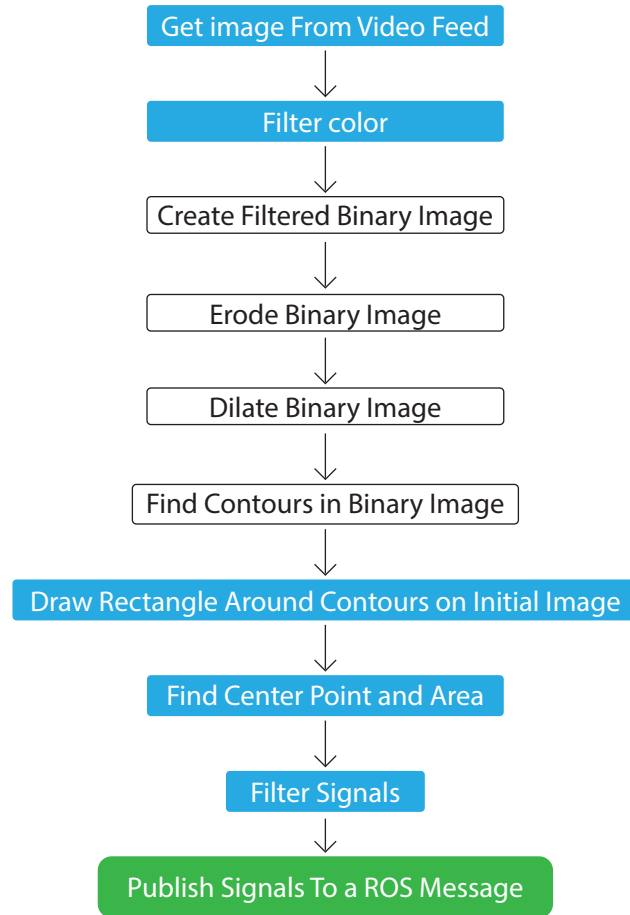 Get image From Video Feed
Filter color
Create Filtered Binary Image
Erode Binary Image
Dilate Binary Image
Find Contours in Binary Image
Draw Rectangle Around Contours on Initial Image
Find Center Point and Area
Filter Signals
Publish Signals To a ROS Message